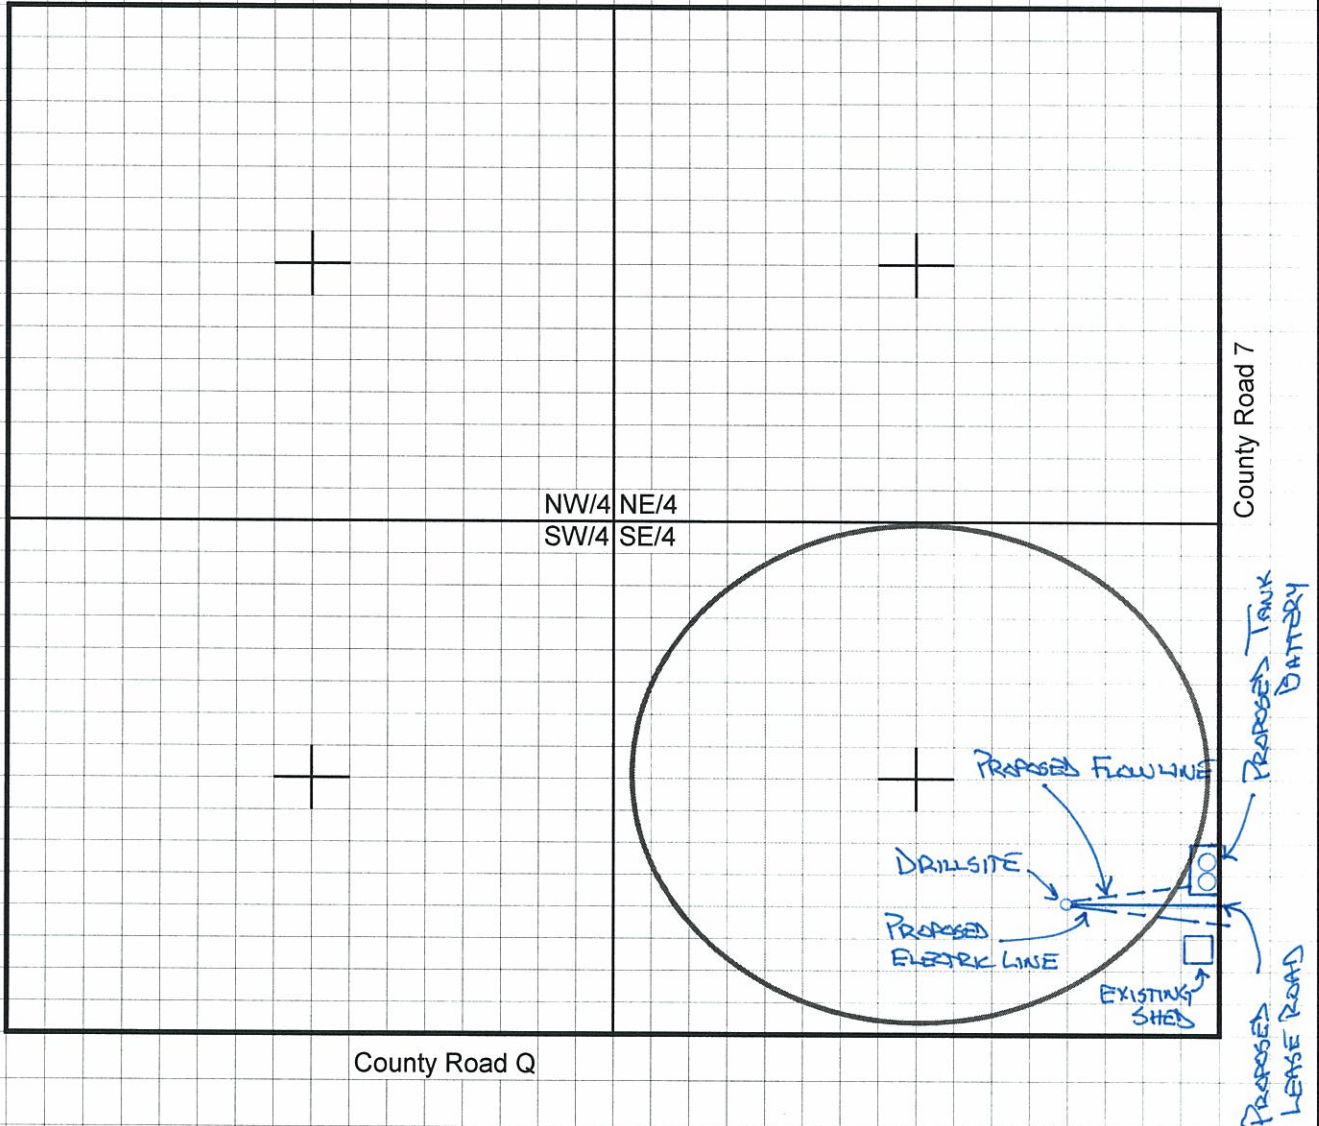 NW/4 NE/4
SW/4 SE/4
County Road 7
PROPOSED TANK
BATTERY
PROPOSED FLOWLINE
DRILLSITE
PROPOSED
ELECTRIC LINE
EXISTING
SHED
PROPOSED
LEASE ROAD
County Road Q